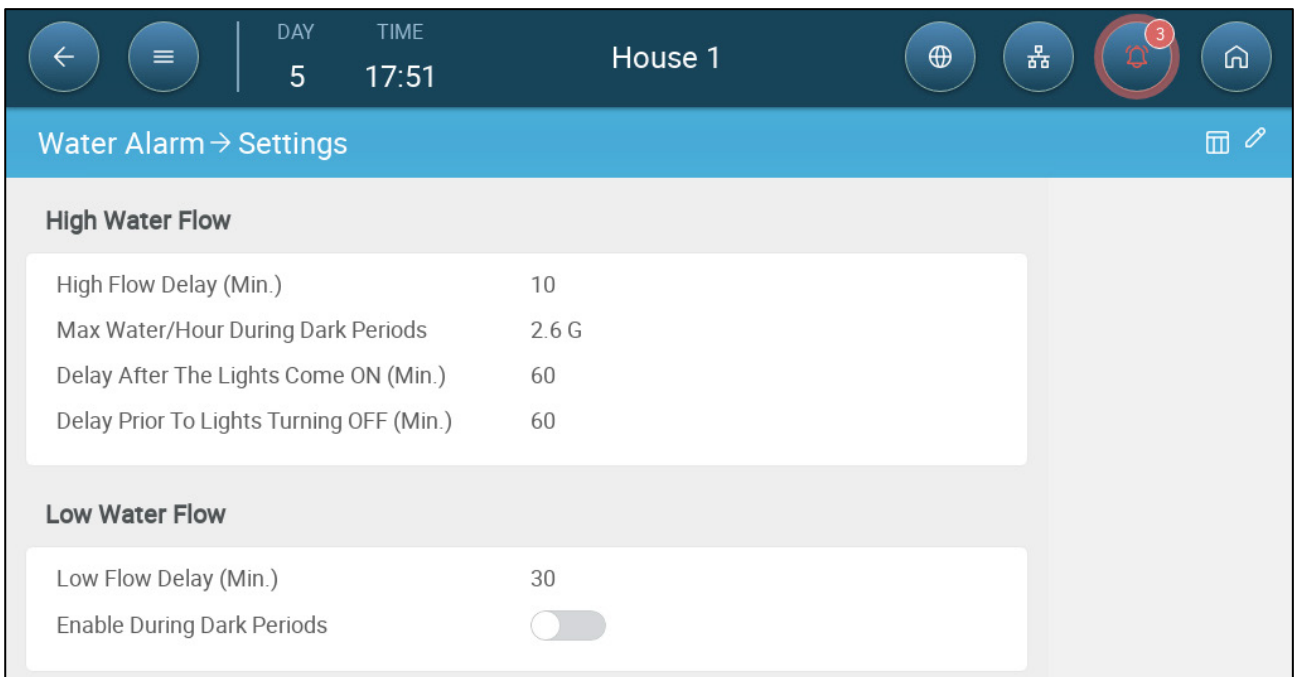 DAY TIME
5 17:51
House 1
3
Water Alarm → Settings
High Water Flow
High Flow Delay (Min.) 10
Max Water/Hour During Dark Periods 2.6 G
Delay After The Lights Come ON (Min.) 60
Delay Prior To Lights Turning OFF (Min.) 60
Low Water Flow
Low Flow Delay (Min.) 30
Enable During Dark Periods